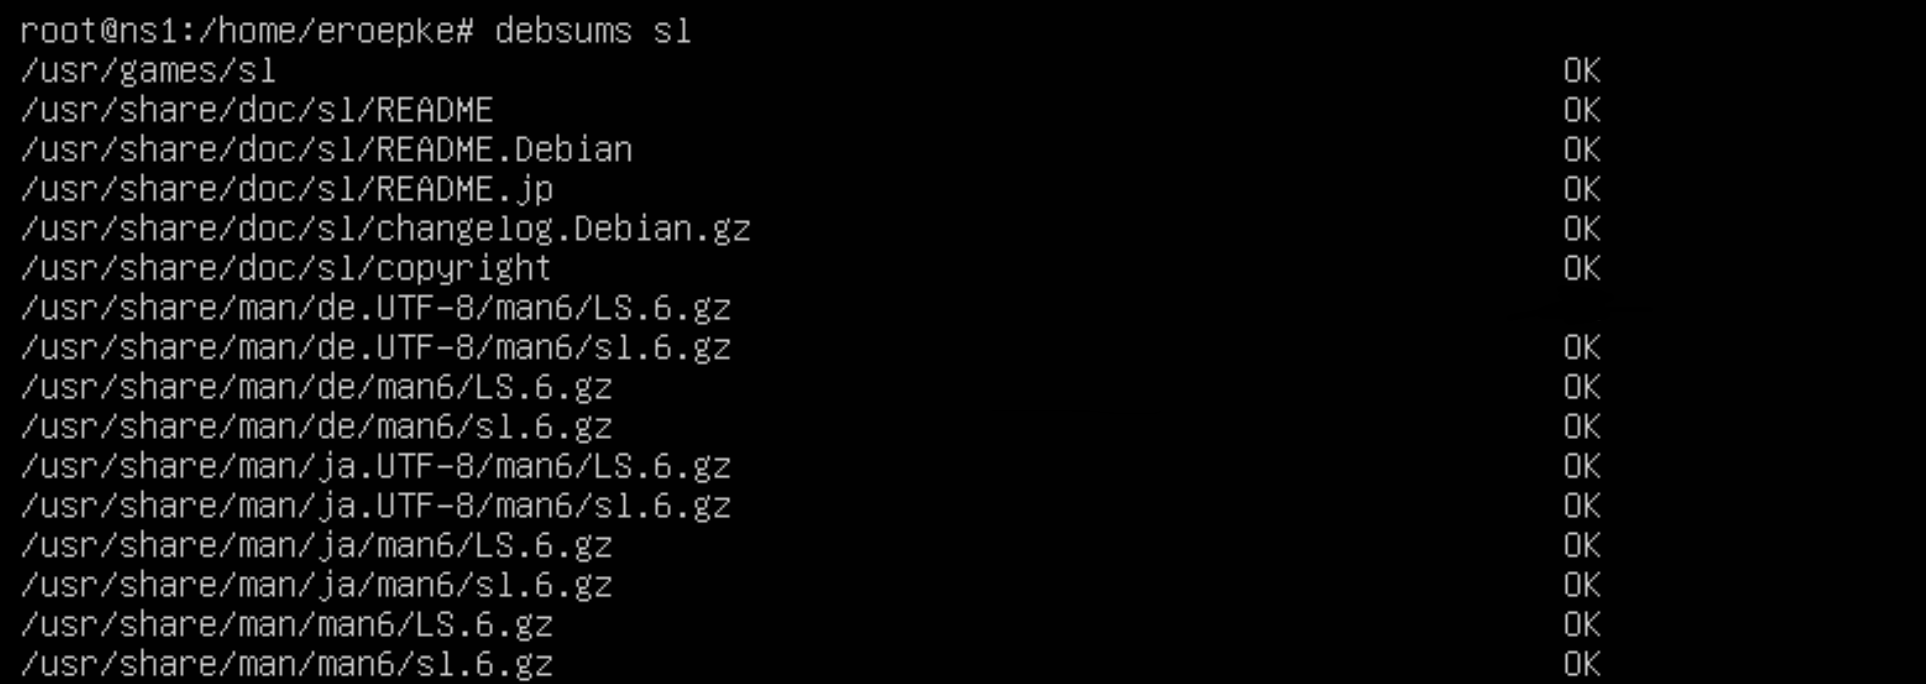 root@ns1:/home/eroepke# debsums sl
/usr/games/sl OK
/usr/share/doc/sl/README OK
/usr/share/doc/sl/README.Debian OK
/usr/share/doc/sl/README.jp OK
/usr/share/doc/sl/changelog.Debian.gz OK
/usr/share/doc/sl/copyright OK
/usr/share/man/de.UTF-8/man6/LS.6.gz
/usr/share/man/de.UTF-8/man6/sl.6.gz OK
/usr/share/man/de/man6/LS.6.gz OK
/usr/share/man/de/man6/sl.6.gz OK
/usr/share/man/ja.UTF-8/man6/LS.6.gz OK
/usr/share/man/ja.UTF-8/man6/sl.6.gz OK
/usr/share/man/ja/man6/LS.6.gz OK
/usr/share/man/ja/man6/sl.6.gz OK
/usr/share/man/man6/LS.6.gz OK
/usr/share/man/man6/sl.6.gz OK